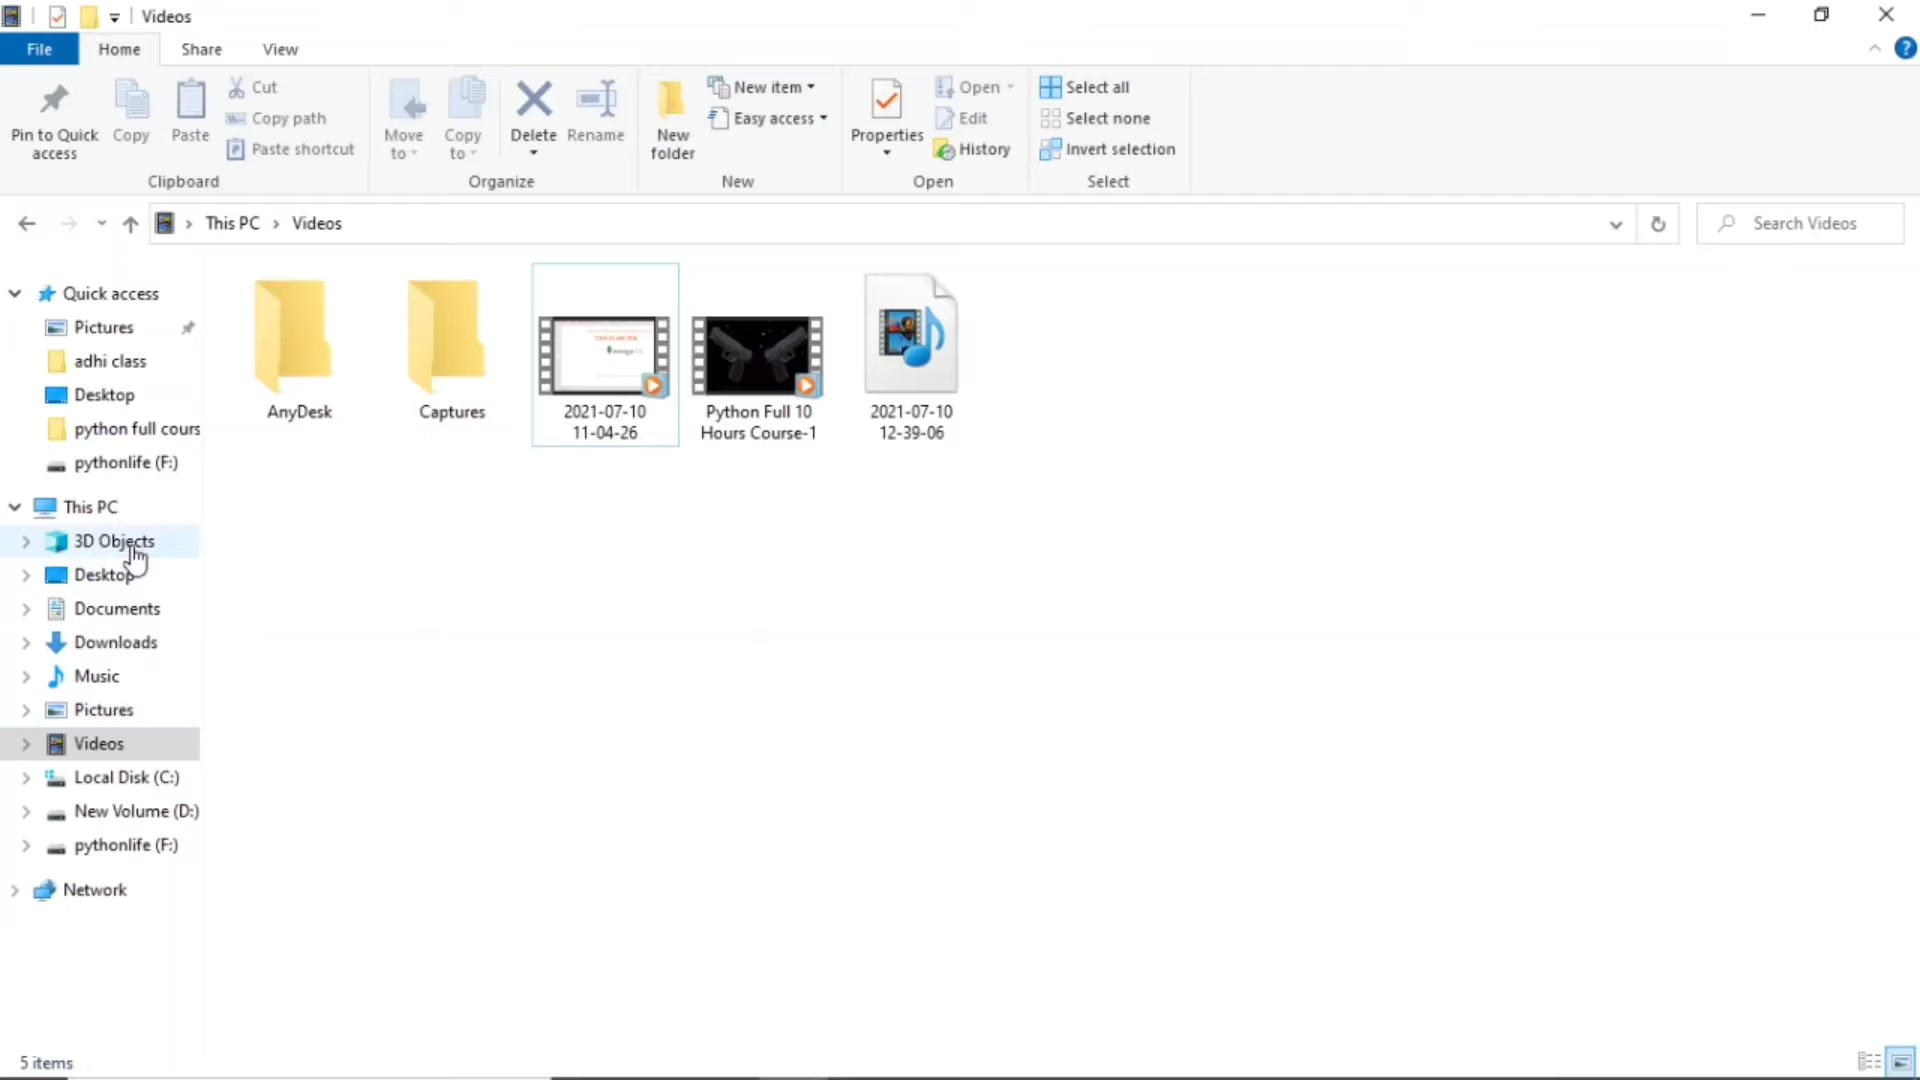 Videos
File
Home
Share
View
Pin to Quick access
Copy
Paste
Cut
Copy path
Paste shortcut
Clipboard
Move to
Copy to
Delete
Rename
Organize
New folder
New item
Easy access
New
Properties
Open
Edit
History
Open
Select all
Select none
Invert selection
Select
This PC > Videos
Search Videos
Quick access
Pictures
adhi class
Desktop
python full cours
pythonlife (F:)
This PC
3D Objects
Desktop
Documents
Downloads
Music
Pictures
Videos
Local Disk (C:)
New Volume (D:)
pythonlife (F:)
Network
AnyDesk
Captures
2021-07-10
11-04-26
Python Full 10
Hours Course-1
2021-07-10
12-39-06
5 items